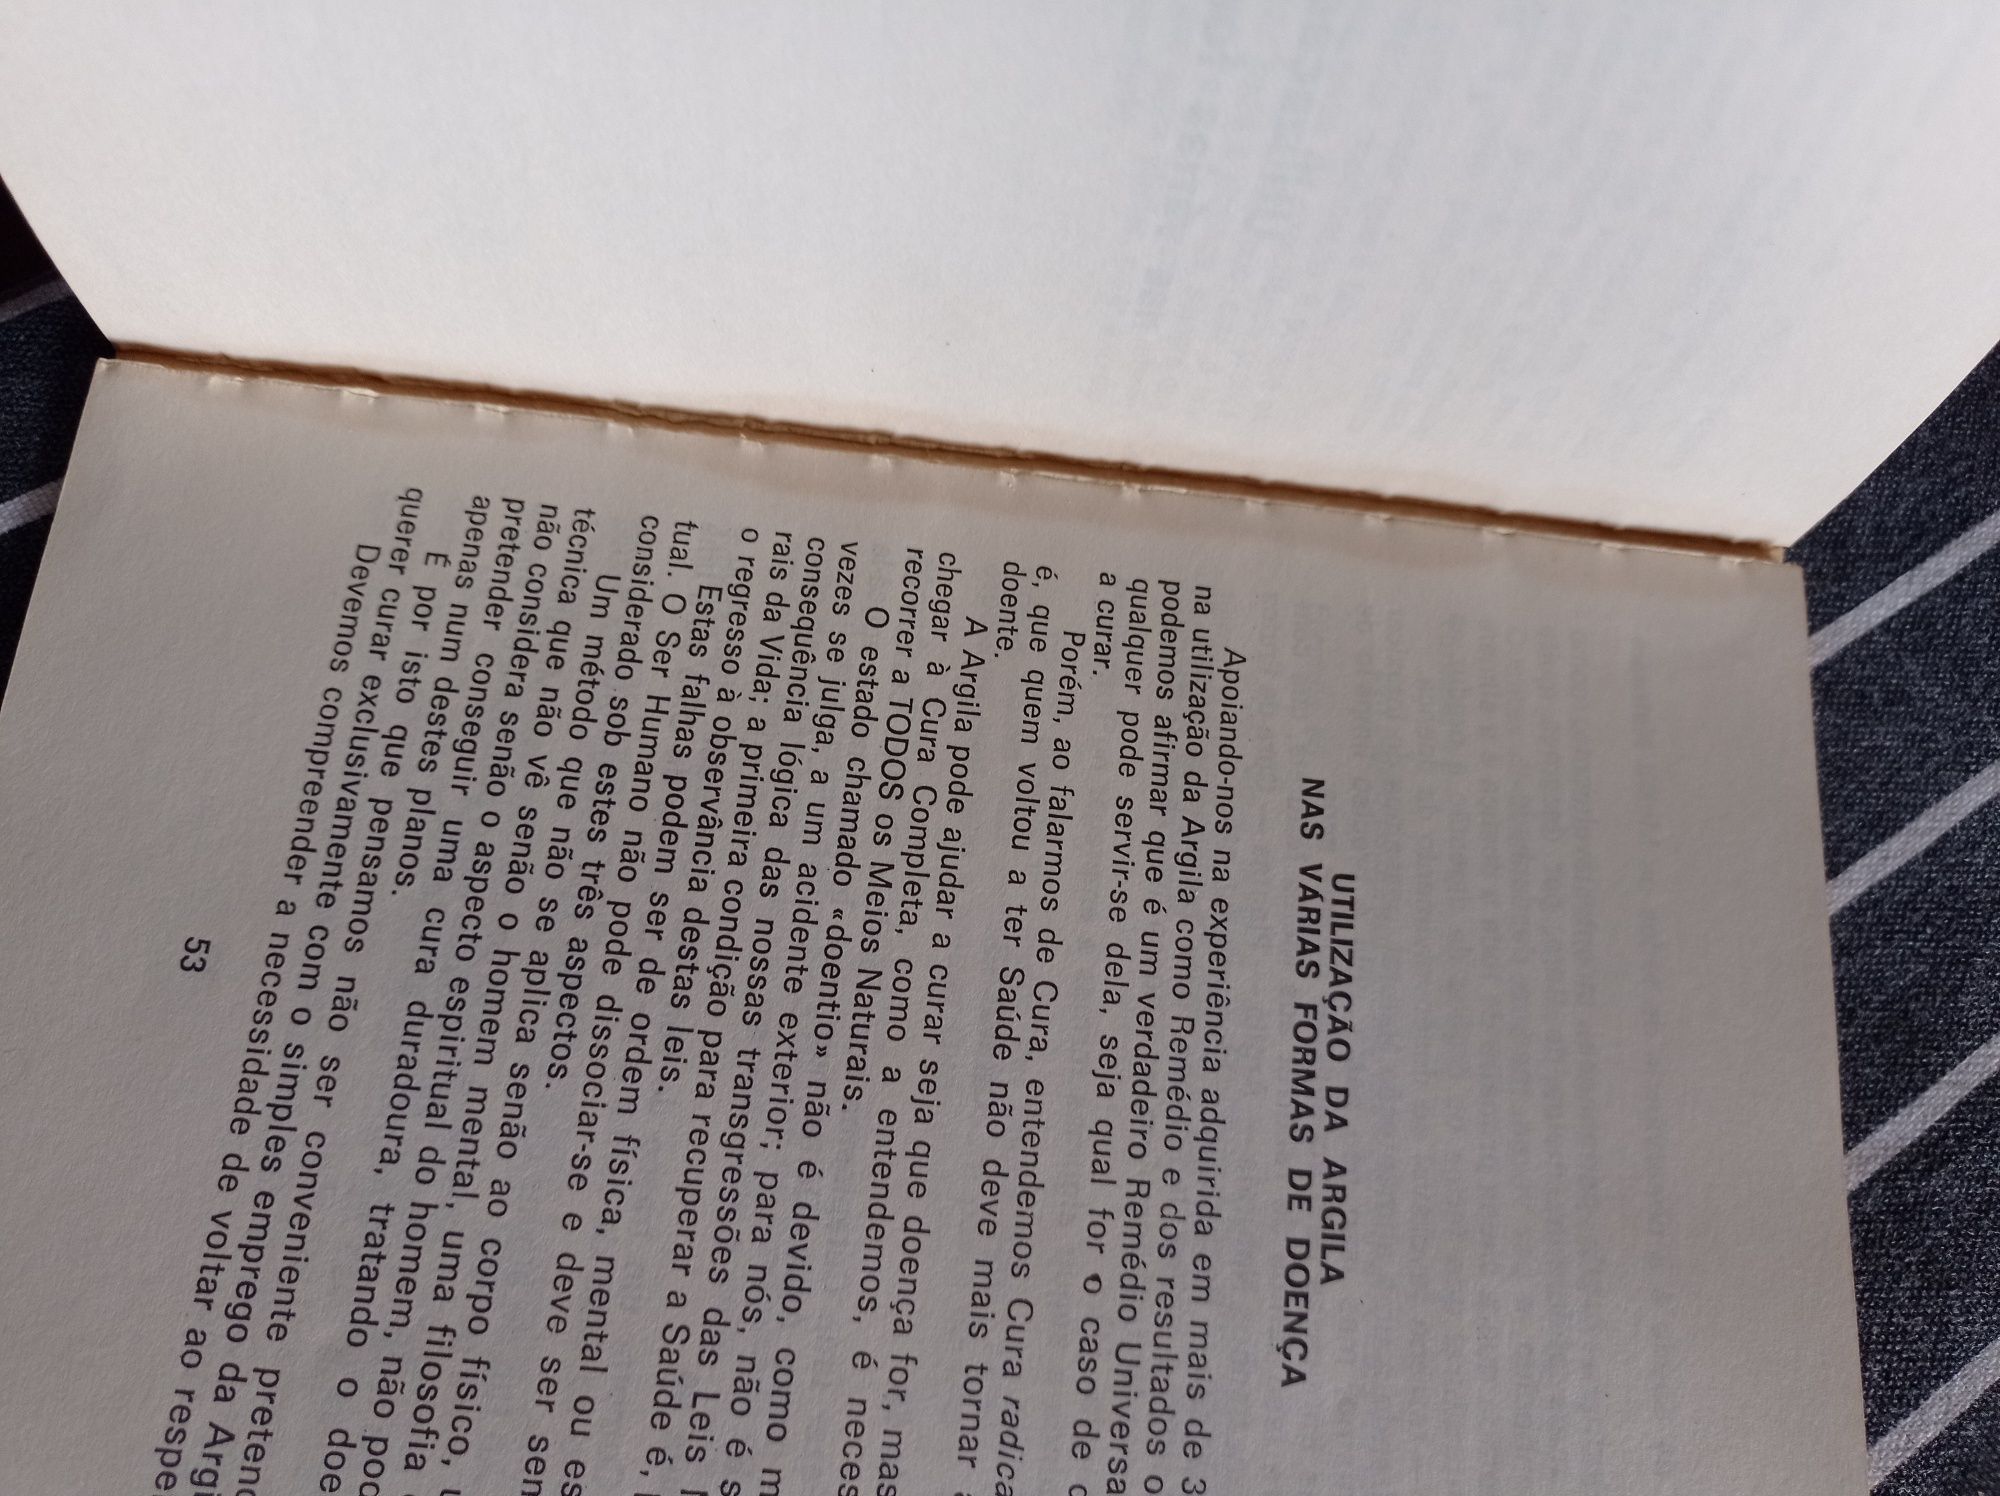 UTILIZAÇÃO DA ARGILA
NAS VÁRIAS FORMAS DE DOENÇA
Apoiando-nos na experiência adquirida em mais de 3
na utilização da Argila como Remédio e dos resultados o
podemos afirmar que é um verdadeiro Remédio Universa
qualquer pode servir-se dela, seja qual for o caso de d
a curar.
Porém, ao falarmos de Cura, entendemos Cura radica
é, que quem voltou a ter Saúde não deve mais tornar
doente.
A Argila pode ajudar a curar seja que doença for, mas
chegar à Cura Completa, como a entendemos, é neces
recorrer a TODOS os Meios Naturais.
O estado chamado «doentio» não é devido, como m
vezes se julga, a um acidente exterior; para nós, não é s
consequência lógica das nossas transgressões das Leis
rais da Vida; a primeira condição para recuperar a Saúde é,
o regresso à observância destas leis.
Estas falhas podem ser de ordem física, mental ou es
tual. O Ser Humano não pode dissociar-se e deve ser sem
considerado sob estes três aspectos.
Um método que não se aplica senão ao corpo físico,
técnica que não vê senão o homem mental, uma filosofia
não considera senão o aspecto espiritual do homem, não pod
pretender conseguir uma cura duradoura, tratando o doe
apenas num destes planos.
É por isto que pensamos não ser conveniente pretend
querer curar exclusivamente com o simples emprego da Argi
Devemos compreender a necessidade de voltar ao respe
53